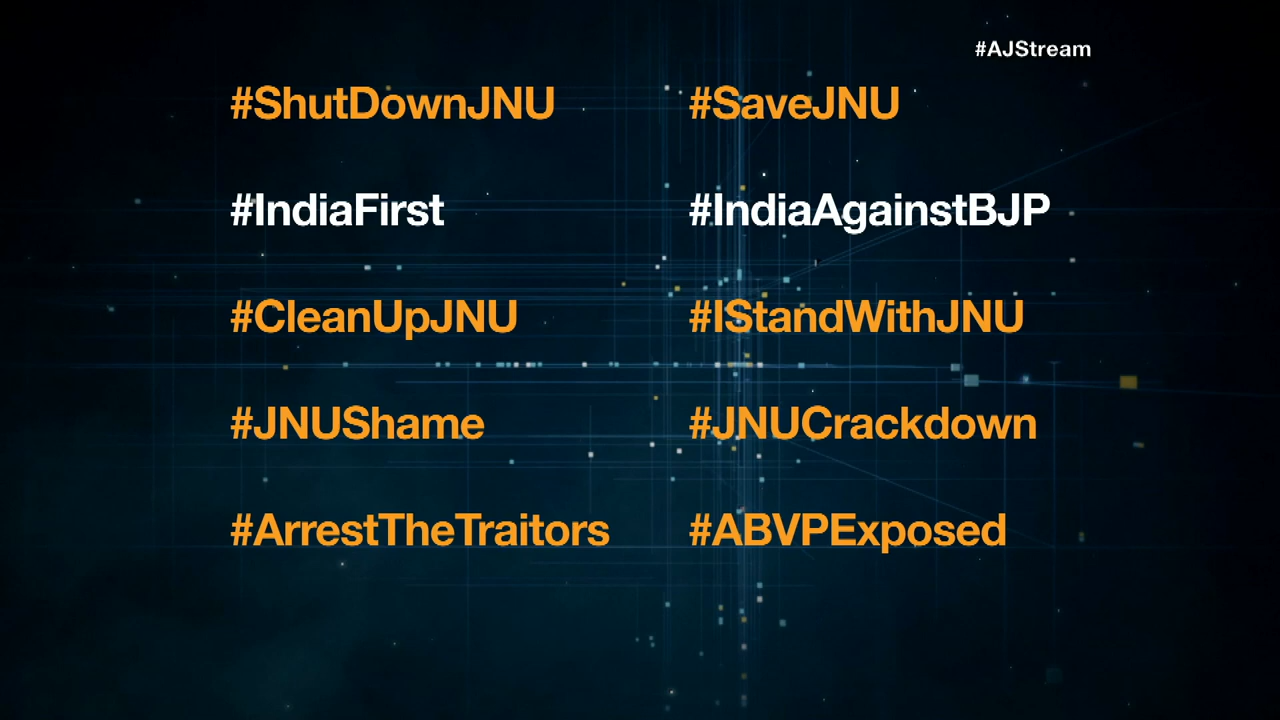 #AJStream
#ShutDownJNU #SaveJNU
#IndiaFirst #IndiaAgainstBJP
#CleanUpJNU #IStandWithJNU
#JNUShame #JNUCrackdown
#ArrestTheTraitors #ABVPExposed